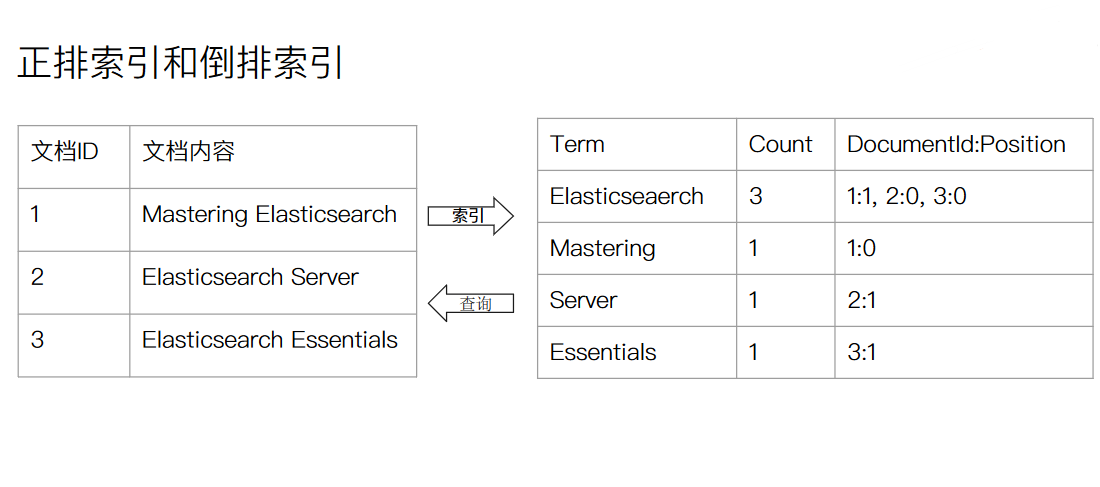 正排索引和倒排索引
文档ID 文档内容
1 Mastering Elasticsearch
2 Elasticsearch Server
3 Elasticsearch Essentials
索引
查询
Term Count DocumentId:Position
Elasticseaerch 3 1:1, 2:0, 3:0
Mastering 1 1:0
Server 1 2:1
Essentials 1 3:1